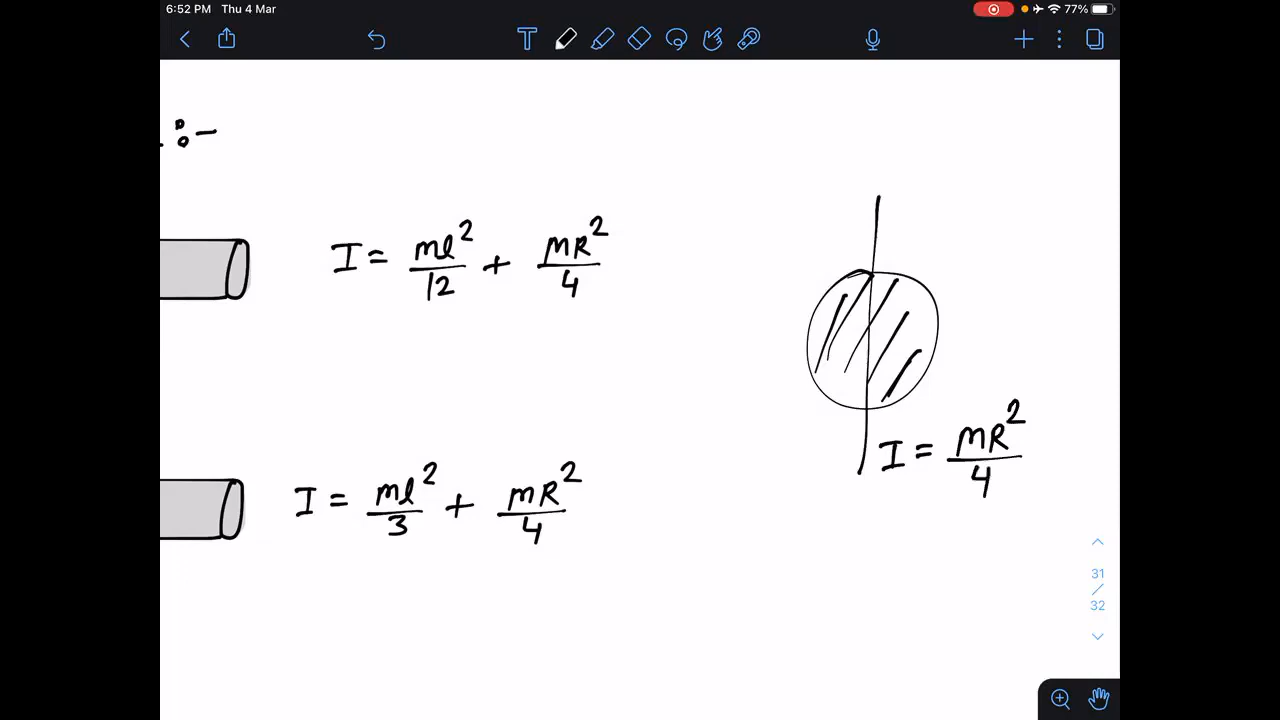 6:52 PM Thu 4 Mar 77%
. :-
I = ml²/12 + mR²/4
I = mR²/4
I = ml²/3 + mR²/4
31
/
32